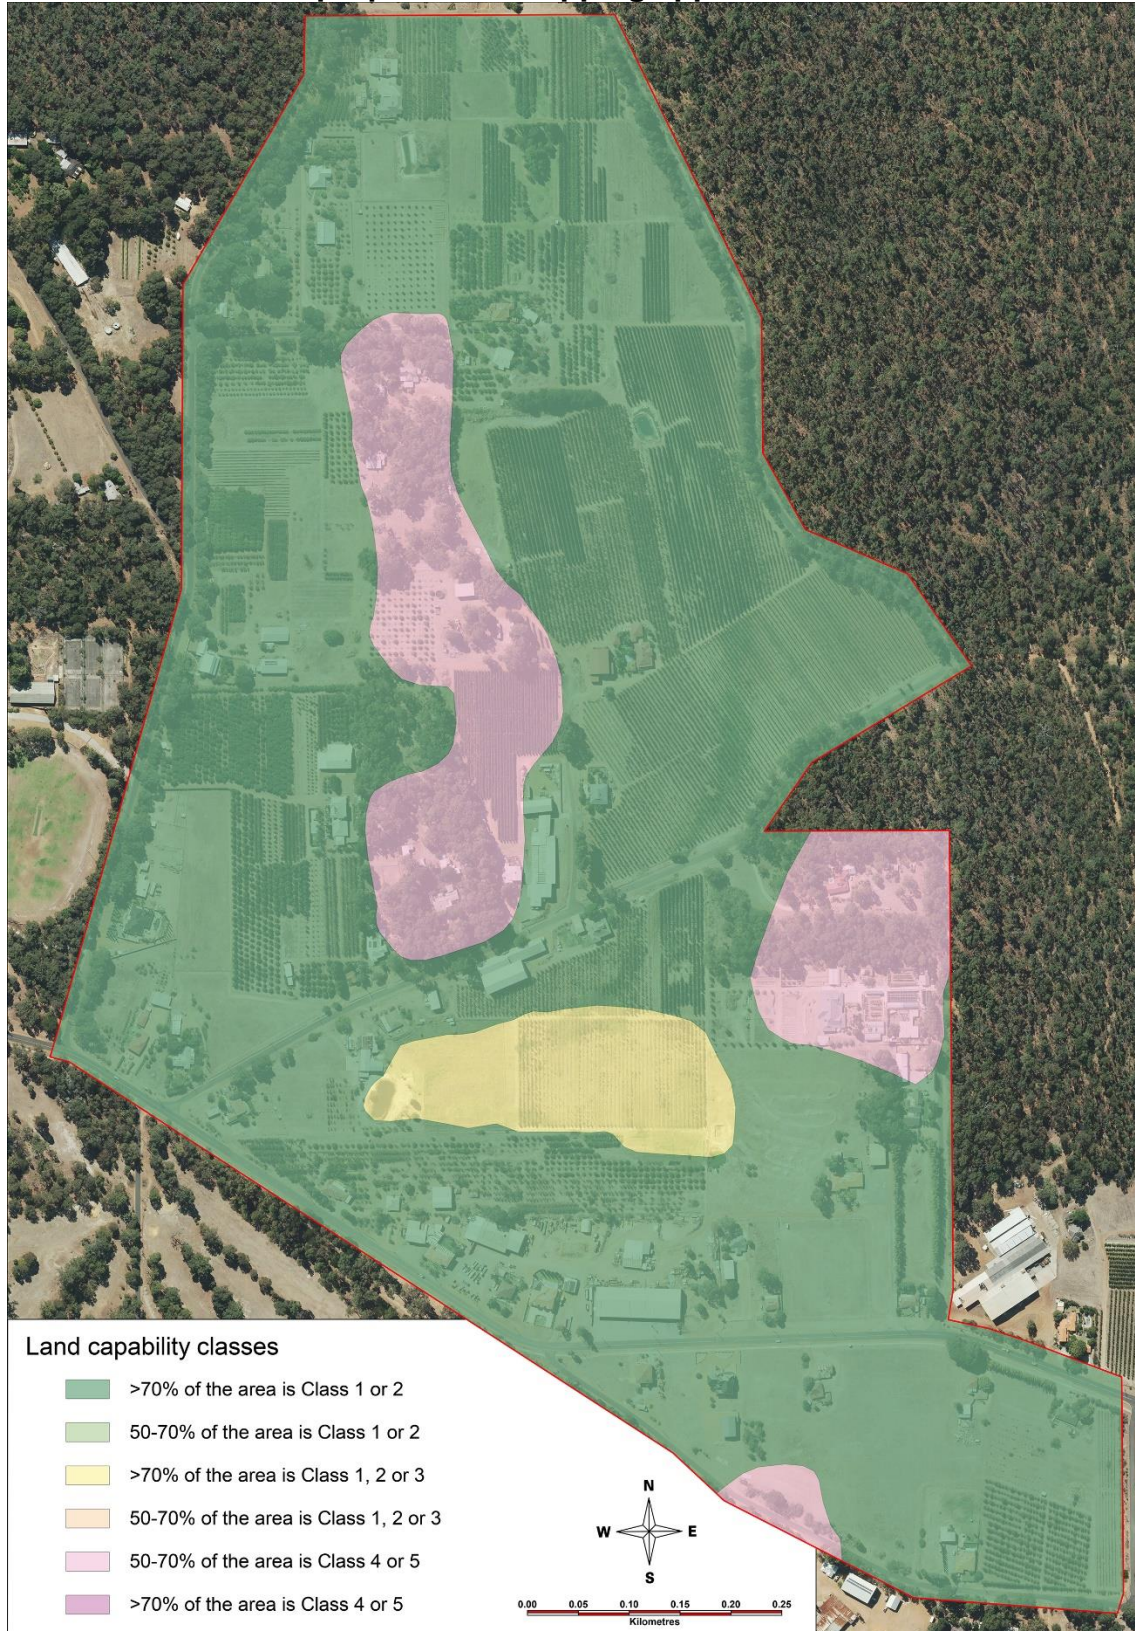 Land capability classes
>70% of the area is Class 1 or 2
50-70% of the area is Class 1 or 2
>70% of the area is Class 1, 2 or 3
50-70% of the area is Class 1, 2 or 3
50-70% of the area is Class 4 or 5
>70% of the area is Class 4 or 5
N
W E
S
0.00 0.05 0.10 0.15 0.20 0.25
Kilometres